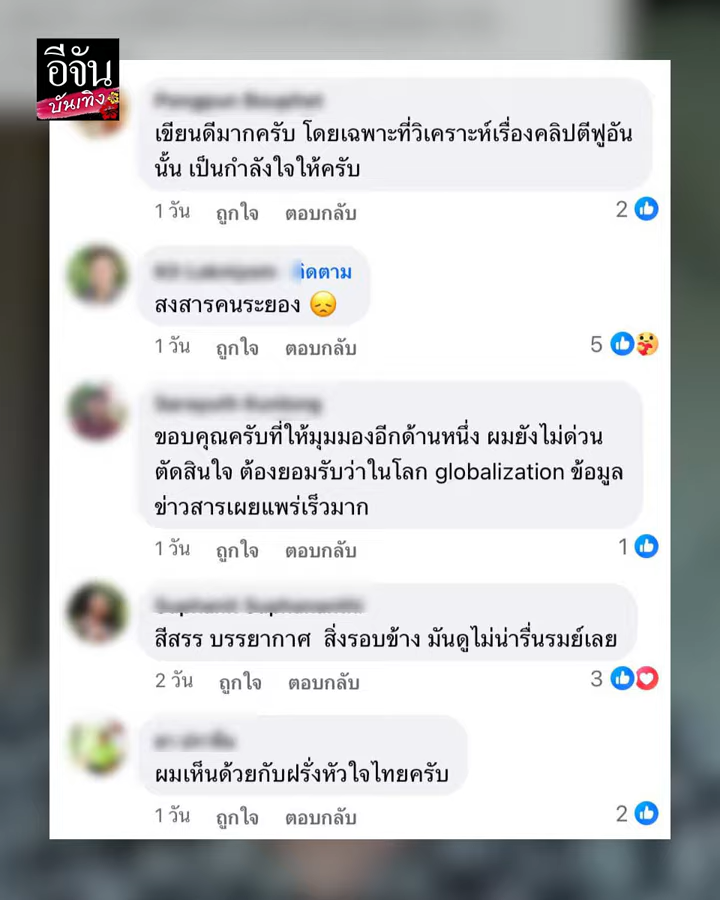 อีจัน
บันเทิง
เขียนดีมากครับ โดยเฉพาะที่วิเคราะห์เรื่องคลิปตีฟูอัน
นั้น เป็นกำลังใจให้ครับ
1 วัน ถูกใจ ตอบกลับ 2
ติดตาม
สงสารคนระยอง 😞
1 วัน ถูกใจ ตอบกลับ 5
ขอบคุณครับที่ให้มุมมองอีกด้านหนึ่ง ผมยังไม่ด่วน
ตัดสินใจ ต้องยอมรับว่าในโลก globalization ข้อมูล
ข่าวสารเผยแพร่เร็วมาก
1 วัน ถูกใจ ตอบกลับ 1
สีสรร บรรยากาศ สิ่งรอบข้าง มันดูไม่น่ารื่นรมย์เลย
2 วัน ถูกใจ ตอบกลับ 3
ผมเห็นด้วยกับฝรั่งหัวใจไทยครับ
1 วัน ถูกใจ ตอบกลับ 2